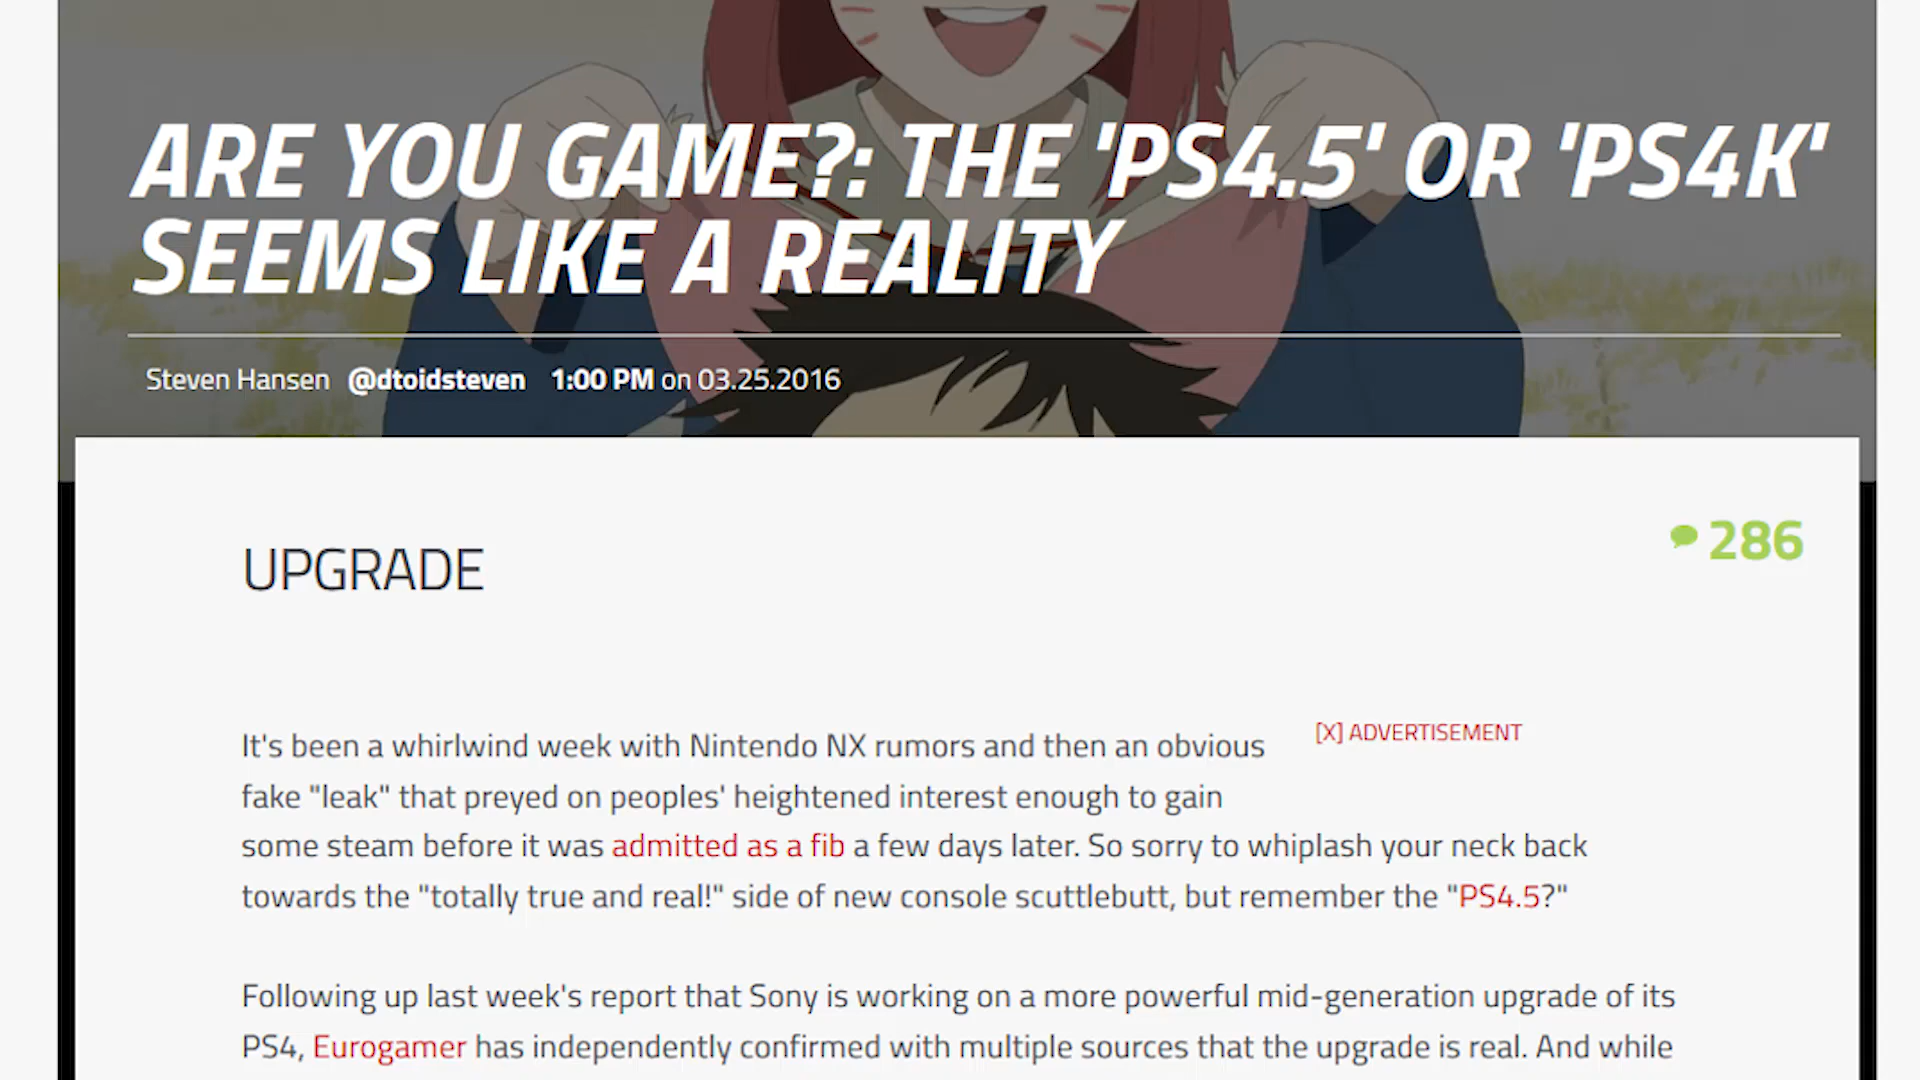 ARE YOU GAME?: THE 'PS4.5' OR 'PS4K'
SEEMS LIKE A REALITY
Steven Hansen @dtoidsteven 1:00 PM on 03.25.2016
286
UPGRADE
[X] ADVERTISEMENT
It's been a whirlwind week with Nintendo NX rumors and then an obvious
fake "leak" that preyed on peoples' heightened interest enough to gain
some steam before it was admitted as a fib a few days later. So sorry to whiplash your neck back
towards the "totally true and real!" side of new console scuttlebutt, but remember the "PS4.5?"
Following up last week's report that Sony is working on a more powerful mid-generation upgrade of its
PS4, Eurogamer has independently confirmed with multiple sources that the upgrade is real. And while